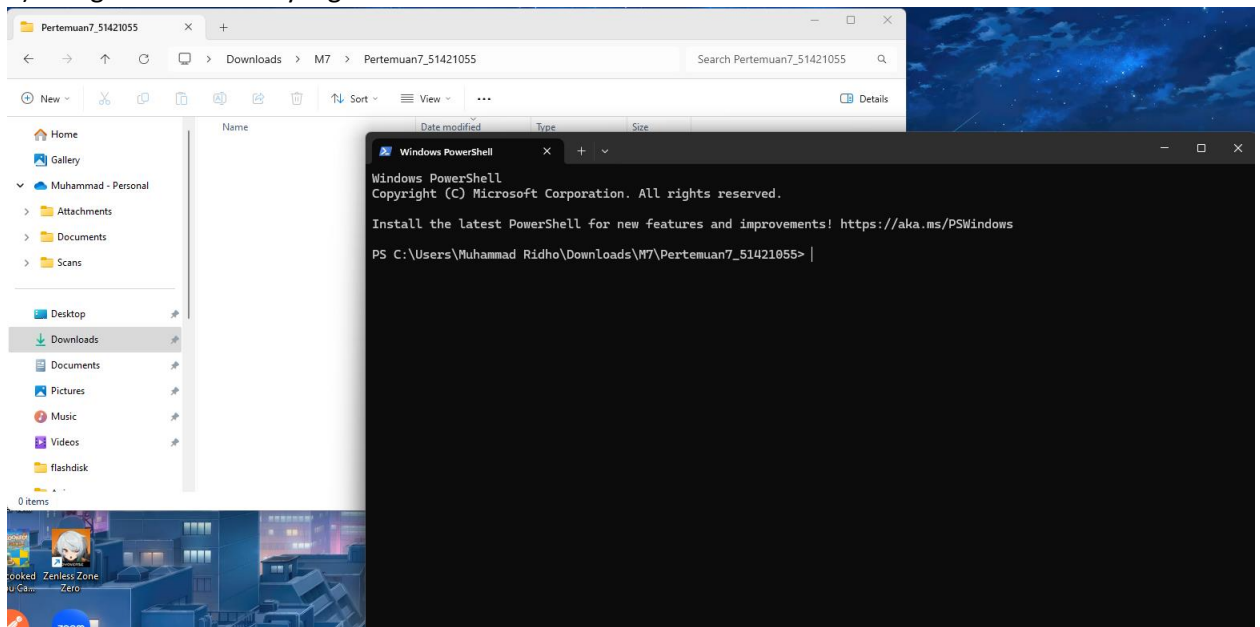 Pertemuan7_51421055
Downloads > M7 > Pertemuan7_51421055
Search Pertemuan7_51421055
New
Sort
View
Details
Name
Date modified
Type
Size
Home
Gallery
Muhammad - Personal
Attachments
Documents
Scans
Desktop
Downloads
Documents
Pictures
Music
Videos
flashdisk
0 items
Windows PowerShell
Windows PowerShell
Copyright (C) Microsoft Corporation. All rights reserved.
Install the latest PowerShell for new features and improvements! https://aka.ms/PSWindows
PS C:\Users\Muhammad Ridho\Downloads\M7\Pertemuan7_51421055>
Zenless Zone
Zero
zoom